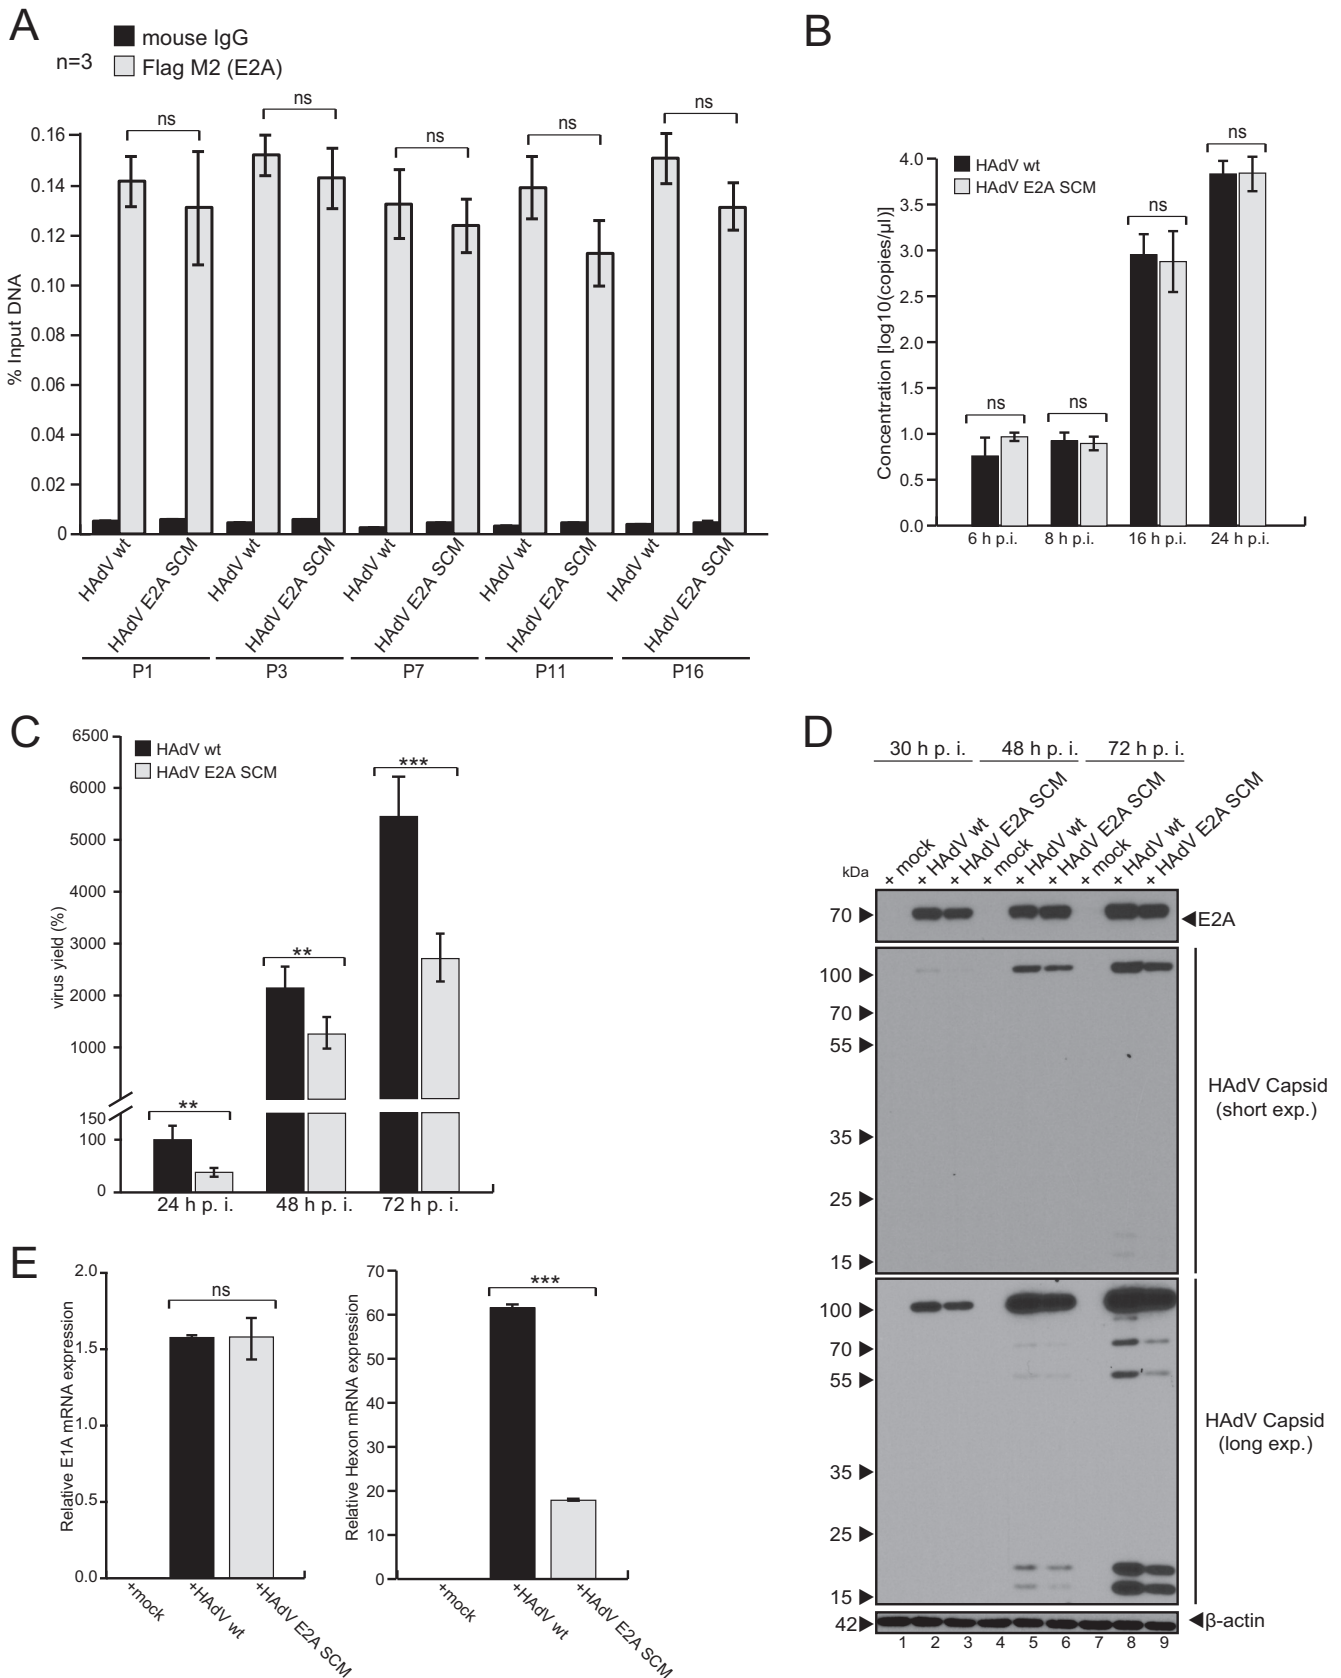 A
mouse IgG
n=3
Flag M2 (E2A)
ns
ns
ns
ns
ns
0.16
0.14
0.12
0.10
0.08
0.06
0.04
0.02
0
% Input DNA
HAdV wt
HAdV E2A SCM
HAdV wt
HAdV E2A SCM
HAdV wt
HAdV E2A SCM
HAdV wt
HAdV E2A SCM
HAdV wt
HAdV E2A SCM
P1
P3
P7
P11
P16
B
HAdV wt
HAdV E2A SCM
ns
ns
ns
ns
4.0
3.5
3.0
2.5
2.0
1.5
1.0
0.5
0.0
Concentration [log10(copies/µl)]
6 h p.i.
8 h p.i.
16 h p.i.
24 h p.i.
C
HAdV wt
HAdV E2A SCM
6500
6000
5000
4000
3000
2000
1000
150
100
0
virus yield (%)
**
**
***
24 h p. i.
48 h p. i.
72 h p. i.
D
30 h p. i.
48 h p. i.
72 h p. i.
+ mock
+ HAdV wt
+ HAdV E2A SCM
+ mock
+ HAdV wt
+ HAdV E2A SCM
+ mock
+ HAdV wt
+ HAdV E2A SCM
kDa
70
E2A
100
70
55
35
25
15
HAdV Capsid
(short exp.)
100
70
55
35
25
15
HAdV Capsid
(long exp.)
42
β-actin
1 2 3 4 5 6 7 8 9
E
2.0
1.5
1.0
0.5
0.0
Relative E1A mRNA expression
ns
+mock
+HAdV wt
+HAdV E2A SCM
70
60
50
40
30
20
10
0
Relative Hexon mRNA expression
***
+mock
+HAdV wt
+HAdV E2A SCM